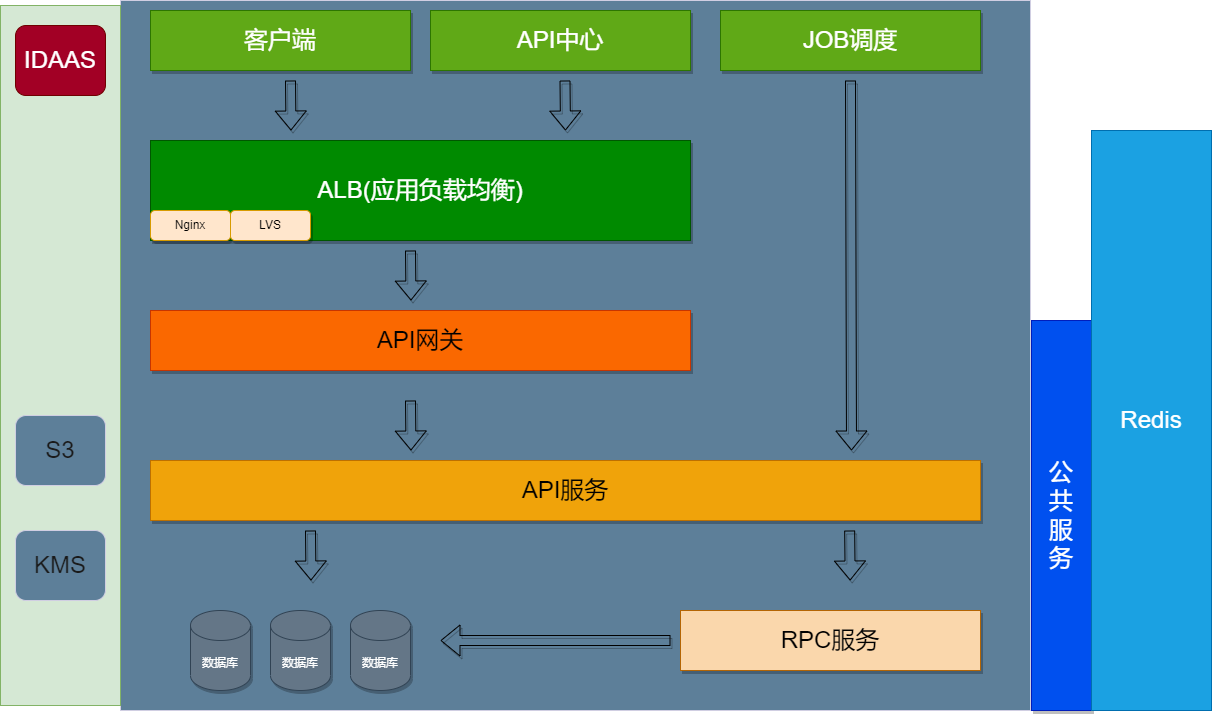 IDAAS
客户端
API中心
JOB调度
ALB(应用负载均衡)
Nginx
LVS
API网关
S3
API服务
KMS
数据库
数据库
数据库
RPC服务
公
共
服
务
Redis